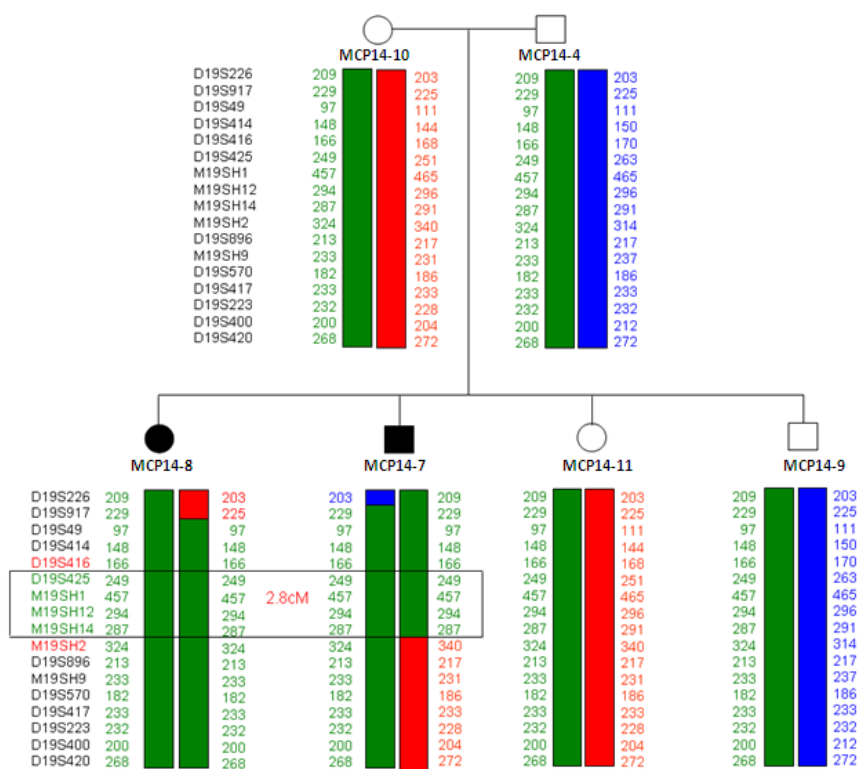 MCP14-10 MCP14-4
D19S226 209 203 209 203
D19S917 229 225 229 225
D19S49 97 111 97 111
D19S414 148 144 148 150
D19S416 166 168 166 170
D19S425 249 251 249 263
M19SH1 457 465 457 465
M19SH12 294 296 294 296
M19SH14 287 291 287 291
M19SH2 324 340 324 314
D19S896 213 217 213 217
M19SH9 233 231 233 237
D19S570 182 186 182 186
D19S417 233 233 233 233
D19S223 232 228 232 232
D19S400 200 204 200 212
D19S420 268 272 268 272
MCP14-8 MCP14-7 MCP14-11 MCP14-9
D19S226 209 203 203 209 209 203 209 203
D19S917 229 225 229 229 229 225 229 225
D19S49 97 97 97 97 97 111 97 111
D19S414 148 148 148 148 148 144 148 150
D19S416 166 166 166 166 166 168 166 170
D19S425 249 249 249 249 249 251 249 263
M19SH1 457 457 2.8cM 457 457 457 465 457 465
M19SH12 294 294 294 294 294 296 294 296
M19SH14 287 287 287 287 287 291 287 291
M19SH2 324 324 324 340 324 340 324 314
D19S896 213 213 213 217 213 217 213 217
M19SH9 233 233 233 231 233 231 233 237
D19S570 182 182 182 186 182 186 182 186
D19S417 233 233 233 233 233 233 233 233
D19S223 232 232 232 228 232 228 232 232
D19S400 200 200 200 204 200 204 200 212
D19S420 268 268 268 272 268 272 268 272